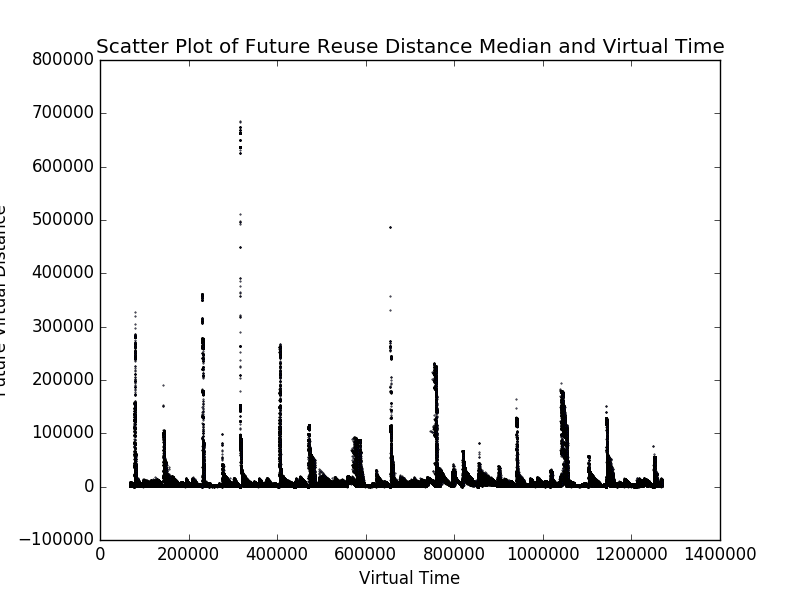 Scatter Plot of Future Reuse Distance Median and Virtual Time
800000
700000
600000
500000
400000
300000
200000
100000
0
−100000
Future Virtual Distance
0 200000 400000 600000 800000 1000000 1200000 1400000
Virtual Time